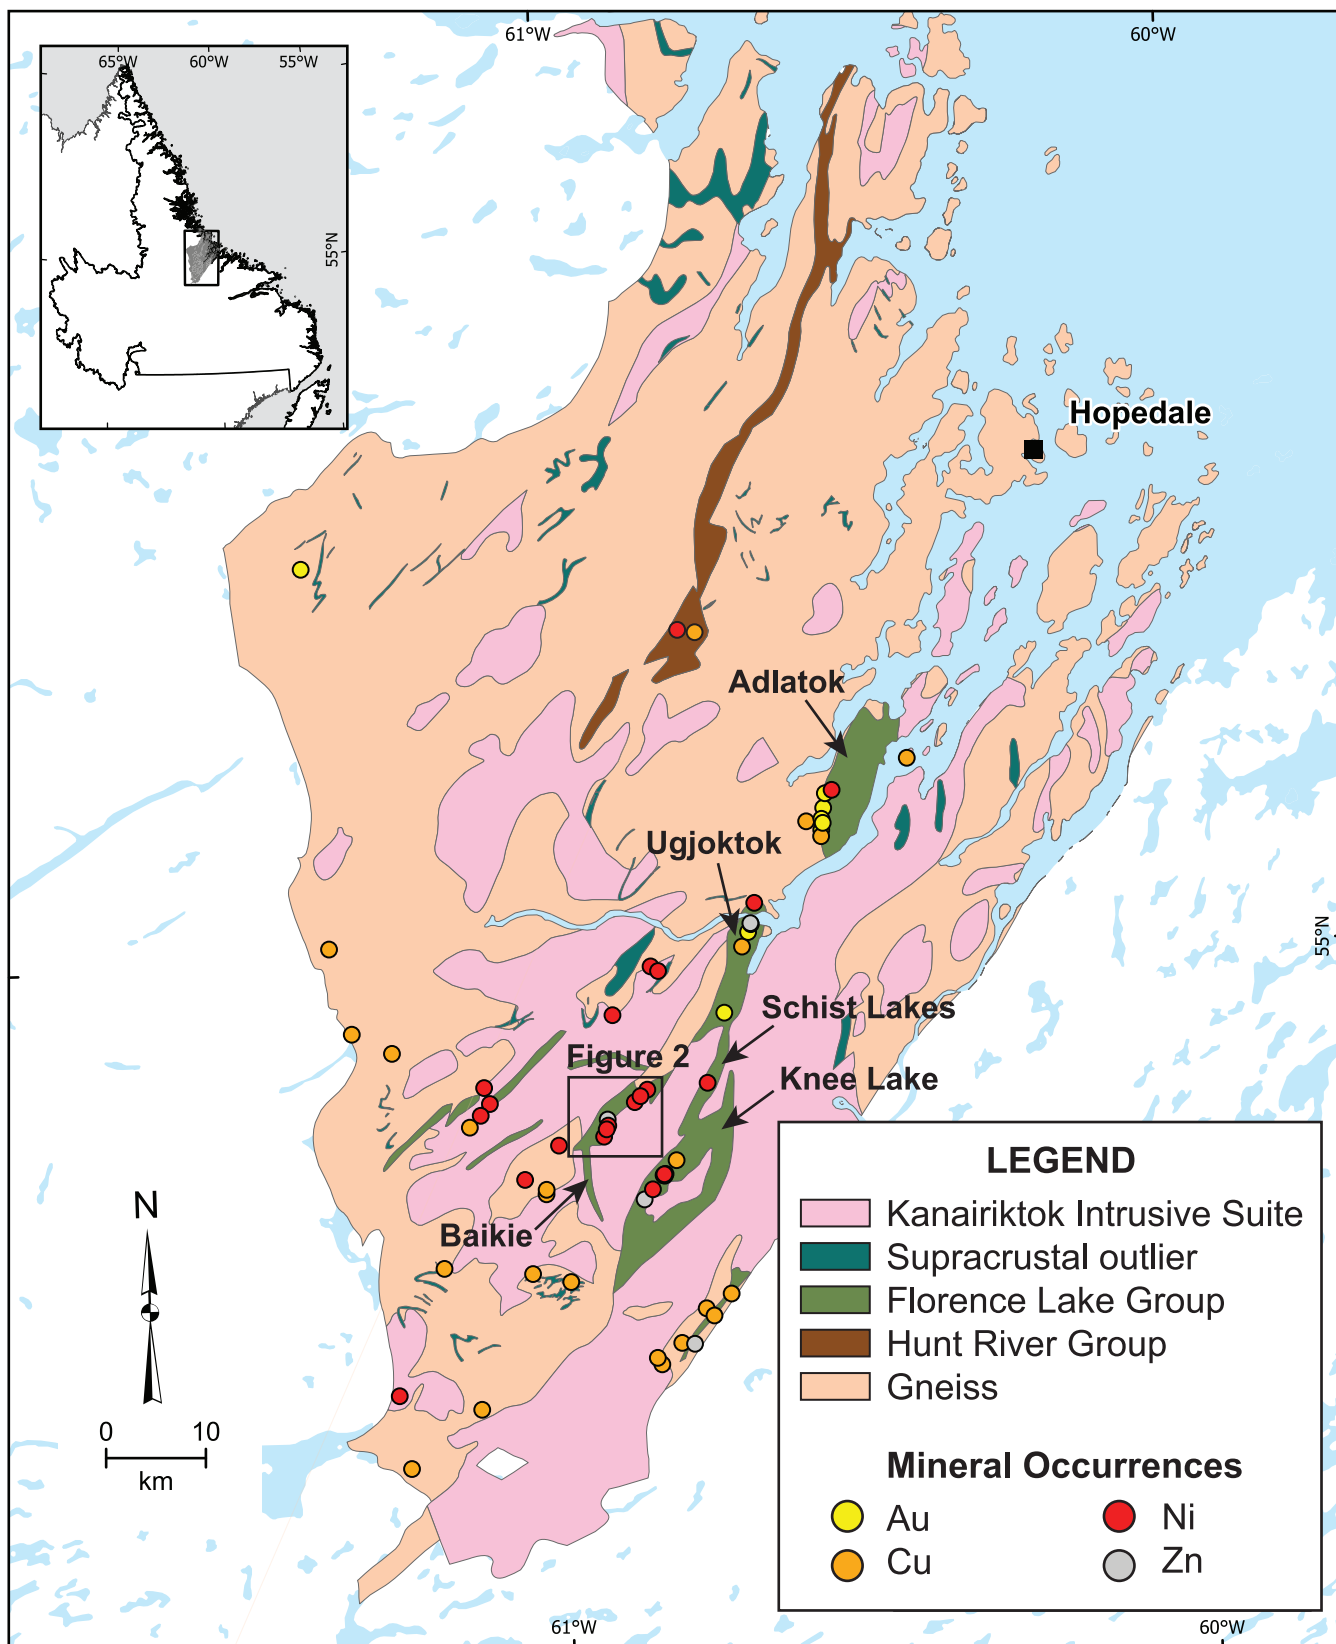 61°W
60°W
65°W
60°W
55°W
55°N
Hopedale
Adlatok
Ugjoktok
55°N
Schist Lakes
Figure 2
Knee Lake
Baikie
N
0
10
km
LEGEND
Kanairiktok Intrusive Suite
Supracrustal outlier
Florence Lake Group
Hunt River Group
Gneiss
Mineral Occurrences
Au
Ni
Cu
Zn
61°W
60°W